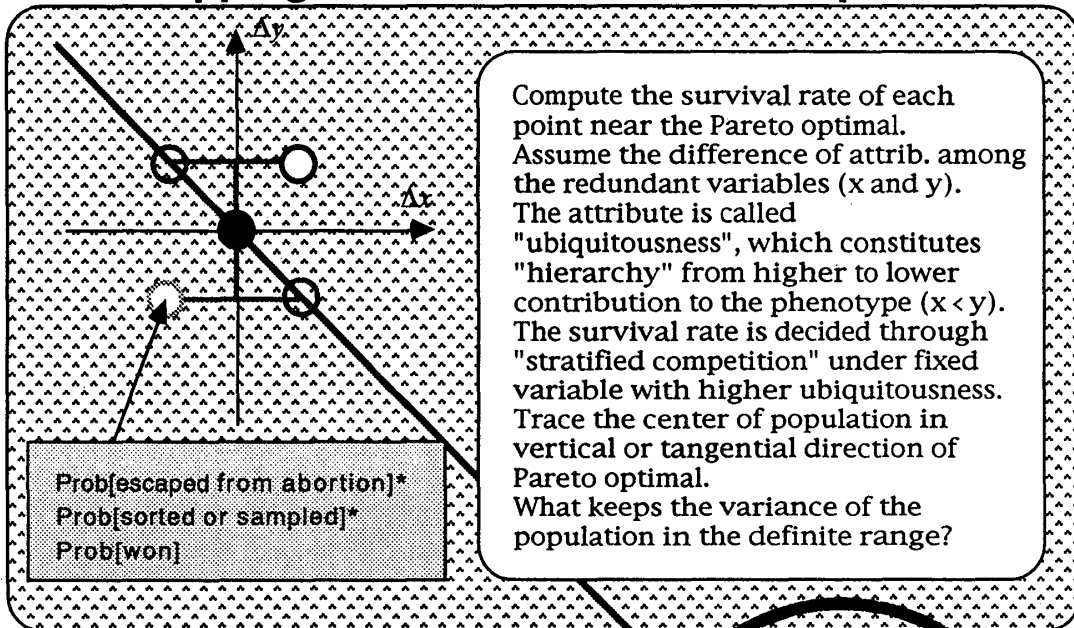 Δy
Δx
Compute the survival rate of each
point near the Pareto optimal.
Assume the difference of attrib. among
the redundant variables (x and y).
The attribute is called
"ubiquitousness", which constitutes
"hierarchy" from higher to lower
contribution to the phenotype (x < y).
The survival rate is decided through
"stratified competition" under fixed
variable with higher ubiquitousness.
Trace the center of population in
vertical or tangential direction of
Pareto optimal.
What keeps the variance of the
population in the definite range?
Prob[escaped from abortion]*
Prob[sorted or sampled]*
Prob[won]